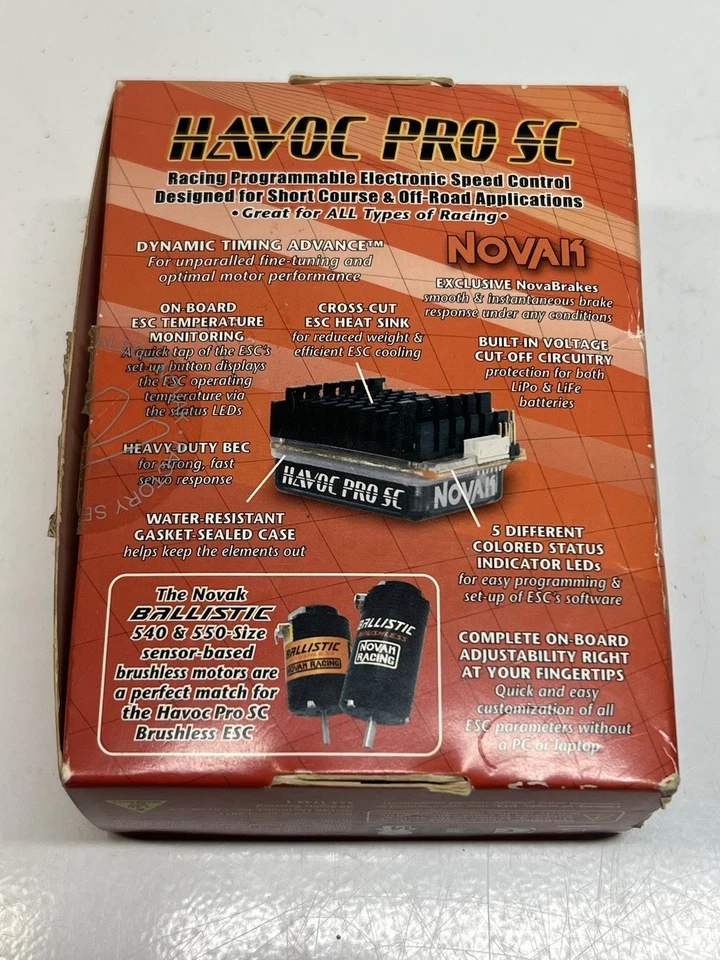 HAVOC PRO SC
Racing Programmable Electronic Speed Control
Designed for Short Course & Off-Road Applications
• Great for ALL Types of Racing •
DYNAMIC TIMING ADVANCE™
For unparalled fine-tuning and
optimal motor performance
NOVAK
EXCLUSIVE NovaBrakes
smooth & instantaneous brake
response under any conditions
ON-BOARD
ESC TEMPERATURE
MONITORING
A quick tap of the ESC's
set-up button displays
the ESC operating
temperature via
the status LEDs
CROSS-CUT
ESC HEAT SINK
for reduced weight &
efficient ESC cooling
BUILT-IN VOLTAGE
CUT-OFF CIRCUITRY
protection for both
LiPo & LiFe
batteries
HEAVY-DUTY BEC
for strong, fast
servo response
HAVOC PRO SC
NOVAK
WATER-RESISTANT
GASKET-SEALED CASE
helps keep the elements out
5 DIFFERENT
COLORED STATUS
INDICATOR LEDs
for easy programming &
set-up of ESC's software
The Novak
BALLISTIC
540 & 550-Size
sensor-based
brushless motors are
a perfect match for
the Havoc Pro SC
Brushless ESC
BALLISTIC
NOVAK RACING
BALLISTIC
BRUSHLESS
NOVAK
RACING
COMPLETE ON-BOARD
ADJUSTABILITY RIGHT
AT YOUR FINGERTIPS
Quick and easy
customization of all
ESC parameters without
a PC or laptop